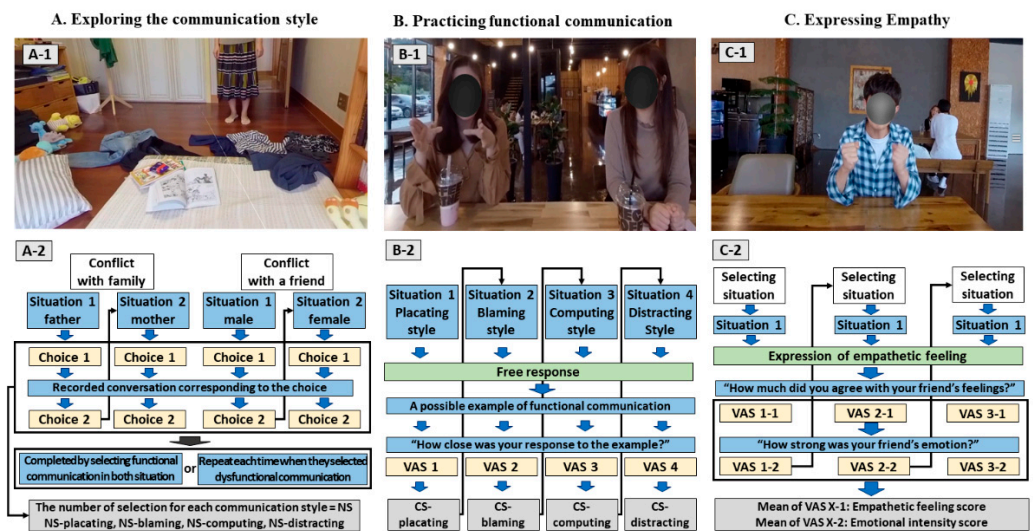 A. Exploring the communication style
A-1
A-2
Conflict
with family
Conflict
with a friend
Situation 1
father
Situation 2
mother
Situation 1
male
Situation 2
female
Choice 1
Choice 1
Choice 1
Choice 1
Recorded conversation corresponding to the choice
Choice 2
Choice 2
Choice 2
Choice 2
Completed by selecting functional
communication in both situation
or
Repeat each time when they selected
dysfunctional communication
The number of selection for each communication style = NS
NS-placating, NS-blaming, NS-computing, NS-distracting
B. Practicing functional communication
B-1
B-2
Situation 1
Placating
style
Situation 2
Blaming
style
Situation 3
Computing
style
Situation 4
Distracting
Style
Free response
A possible example of functional communication
"How close was your response to the example?"
VAS 1
VAS 2
VAS 3
VAS 4
CS-
placating
CS-
blaming
CS-
computing
CS-
distracting
C. Expressing Empathy
C-1
C-2
Selecting
situation
Selecting
situation
Selecting
situation
Situation 1
Situation 1
Situation 1
Expression of empathetic feeling
“How much did you agree with your friend’s feelings?”
VAS 1-1
VAS 2-1
VAS 3-1
“How strong was your friend’s emotion?”
VAS 1-2
VAS 2-2
VAS 3-2
Mean of VAS X-1: Empathetic feeling score
Mean of VAS X-2: Emotional intensity score